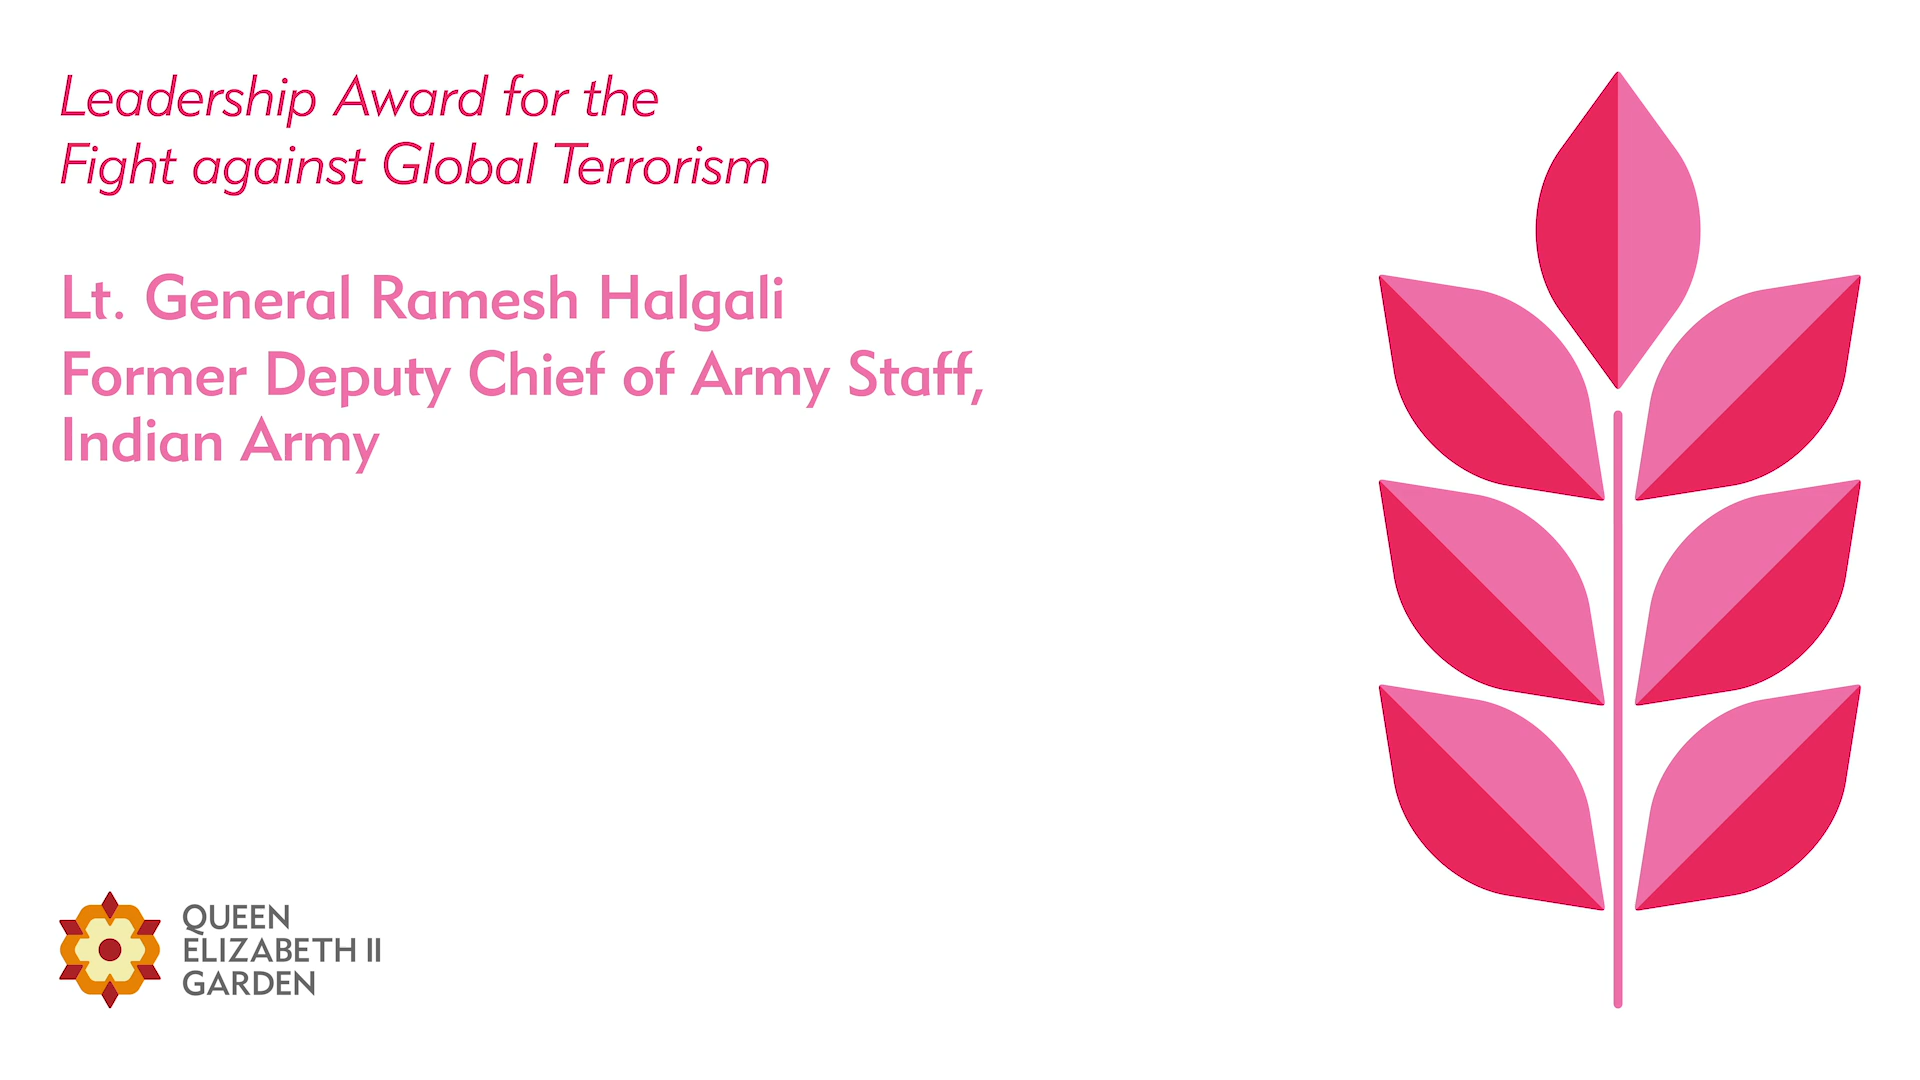 Leadership Award for the
Fight against Global Terrorism
Lt. General Ramesh Halgali
Former Deputy Chief of Army Staff,
Indian Army
QUEEN
ELIZABETH II
GARDEN